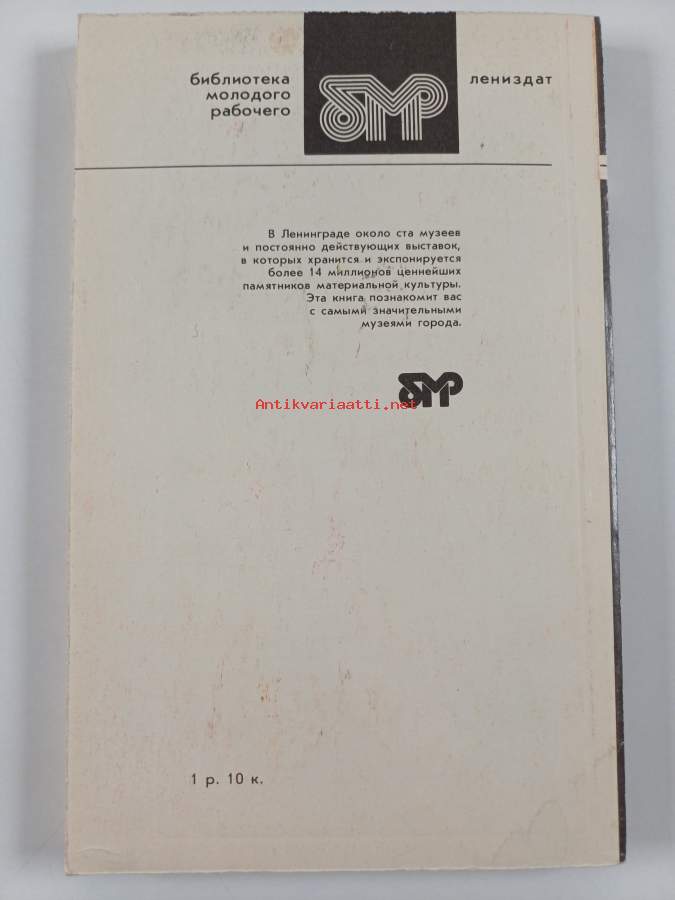 библиотека
молодого
рабочего
бмр
лениздат
В Ленинграде около ста музеев
и постоянно действующих выставок,
в которых хранится и экспонируется
более 14 миллионов ценнейших
памятников материальной культуры.
Эта книга познакомит вас
с самыми значительными
музеями города.
бмр
Antikvariaatti.net
1 р. 10 к.